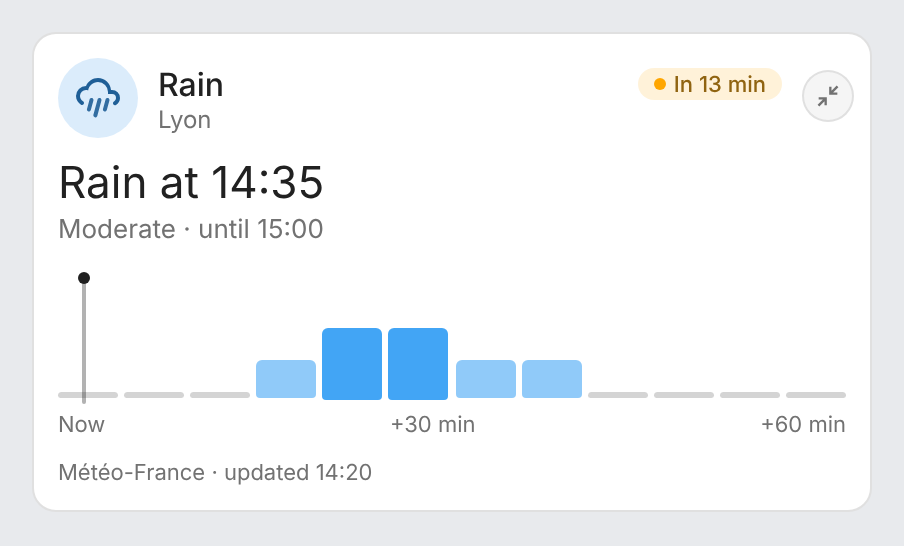 Rain
Lyon
In 13 min
Rain at 14:35
Moderate · until 15:00
Now
+30 min
+60 min
Météo-France · updated 14:20